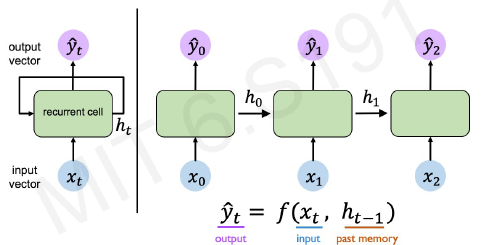 output vector
ŷₜ
recurrent cell
hₜ
input vector
xₜ
ŷ₀
ŷ₁
ŷ₂
h₀
h₁
x₀
x₁
x₂
ŷₜ = f(xₜ, hₜ₋₁)
output input past memory
MIT 6.S191